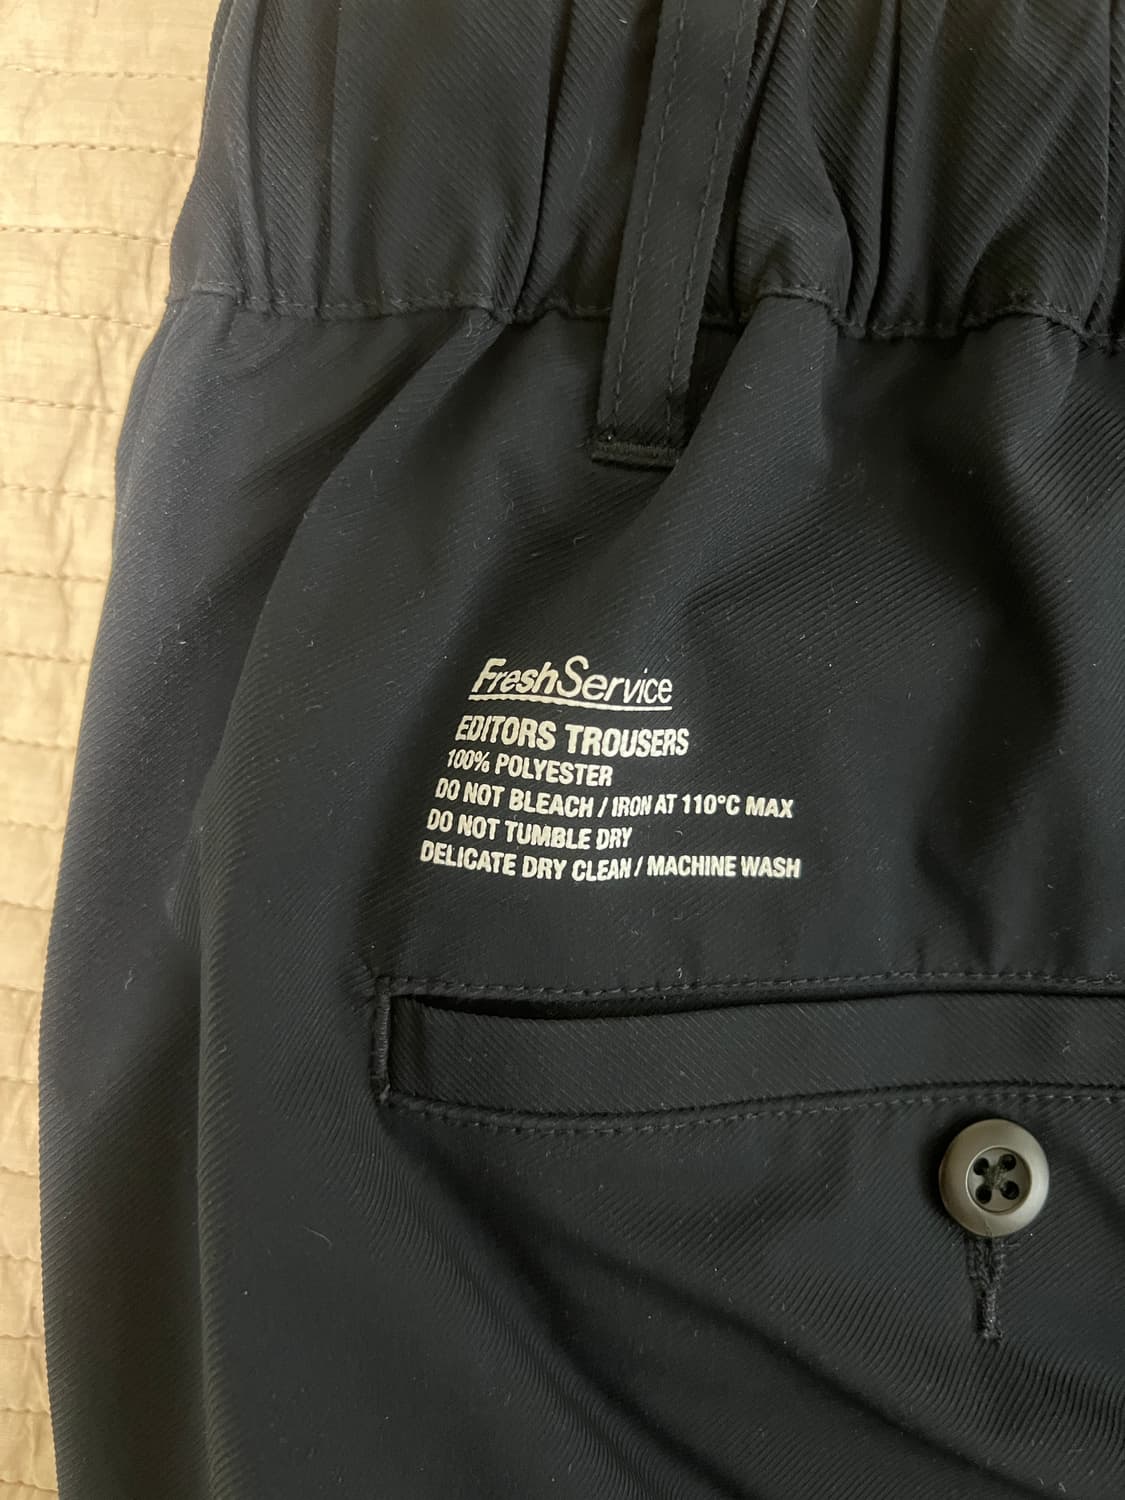 FreshService
EDITORS TROUSERS
100% POLYESTER
DO NOT BLEACH / IRON AT 110°C MAX
DO NOT TUMBLE DRY
DELICATE DRY CLEAN / MACHINE WASH